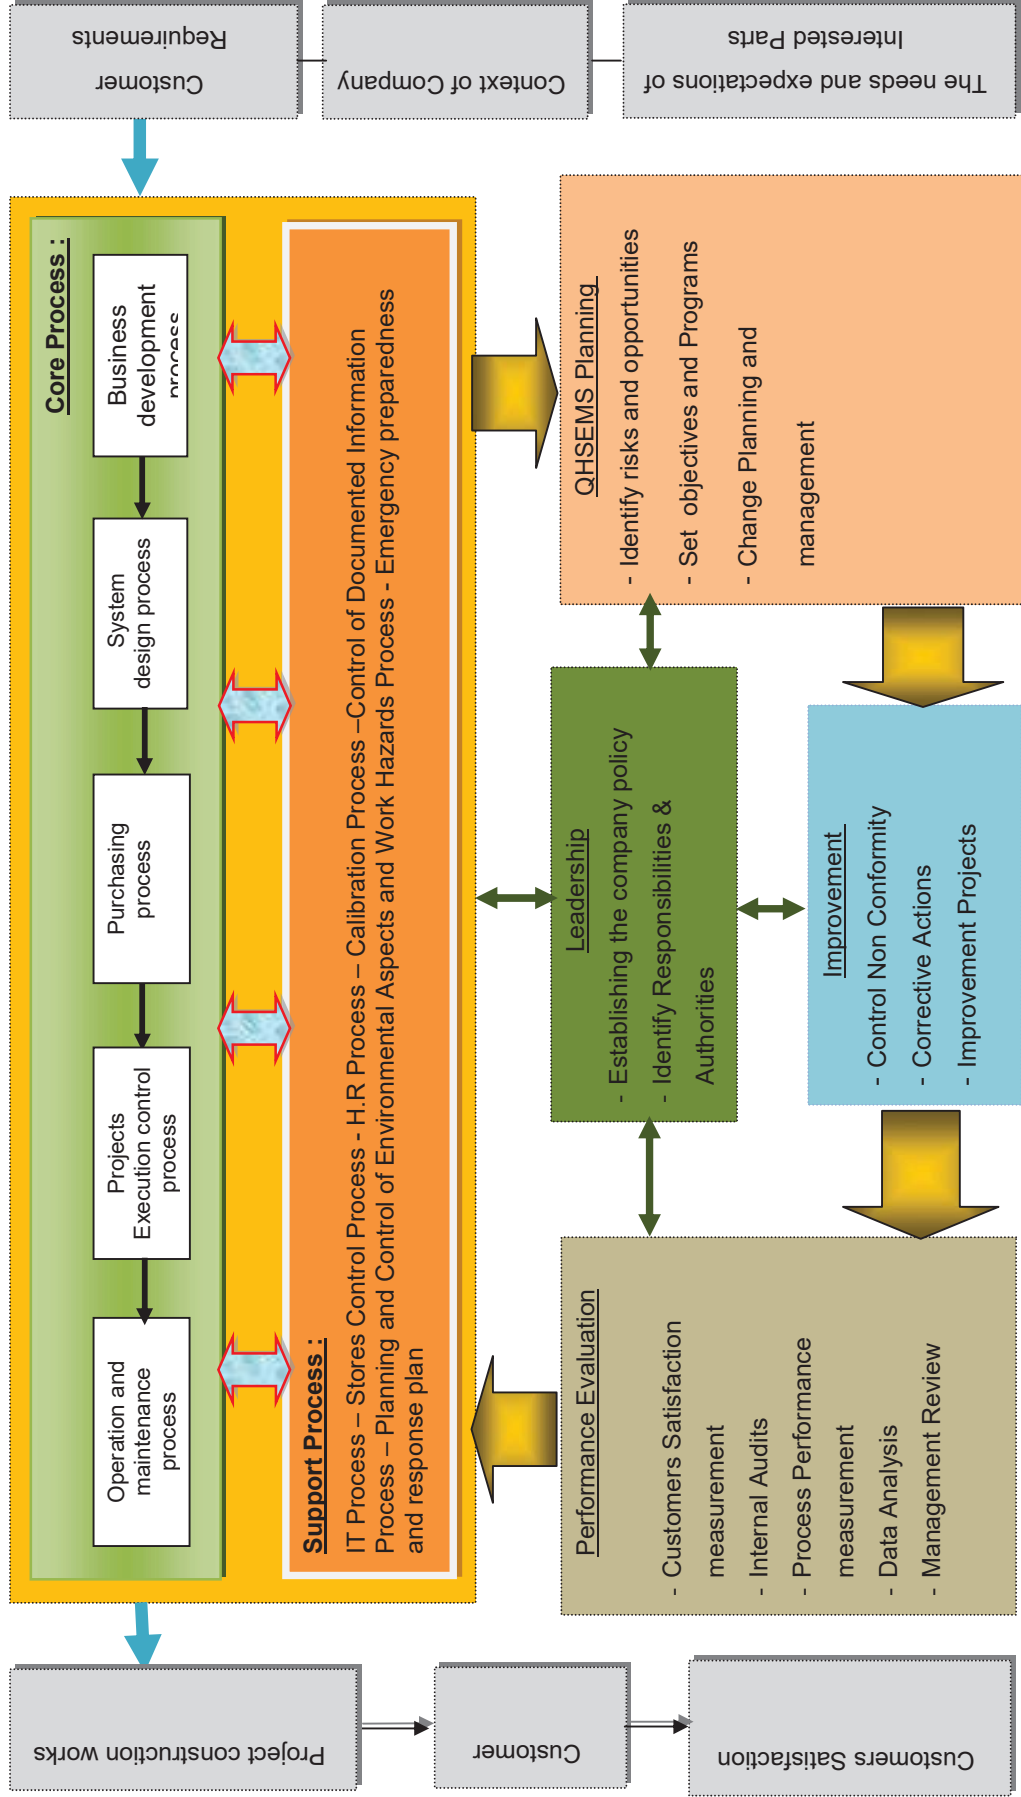 Customer
Requirements
Context of Company
The needs and expectations of
Interested Parts
Core Process :
Business
development
process
System
design process
Purchasing
process
Projects
Execution control
process
Operation and
maintenance
process
Support Process :
IT Process – Stores Control Process - H.R Process – Calibration Process –Control of Documented Information
Process – Planning and Control of Environmental Aspects and Work Hazards Process - Emergency preparedness
and response plan
QHSEMS Planning
- Identify risks and opportunities
- Set objectives and Programs
- Change Planning and
management
Leadership
- Establishing the company policy
- Identify Responsibilities &
Authorities
Improvement
- Control Non Conformity
- Corrective Actions
- Improvement Projects
Performance Evaluation
- Customers Satisfaction
measurement
- Internal Audits
- Process Performance
measurement
- Data Analysis
- Management Review
Project construction works
Customer
Customers Satisfaction